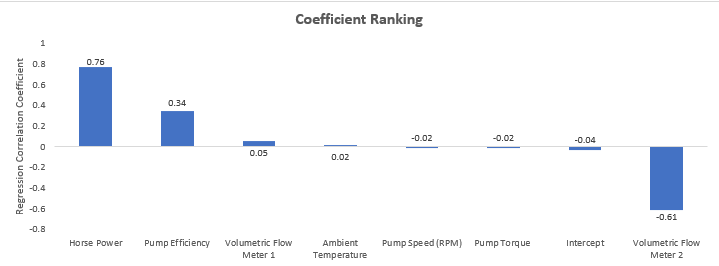 Coefficient Ranking
Regression Correlation Coefficient
1
0.8
0.6
0.4
0.2
0
-0.2
-0.4
-0.6
-0.8
0.76
0.34
0.05
0.02
-0.02
-0.02
-0.04
-0.61
Horse Power
Pump Efficiency
Volumetric Flow
Meter 1
Ambient
Temperature
Pump Speed (RPM)
Pump Torque
Intercept
Volumetric Flow
Meter 2